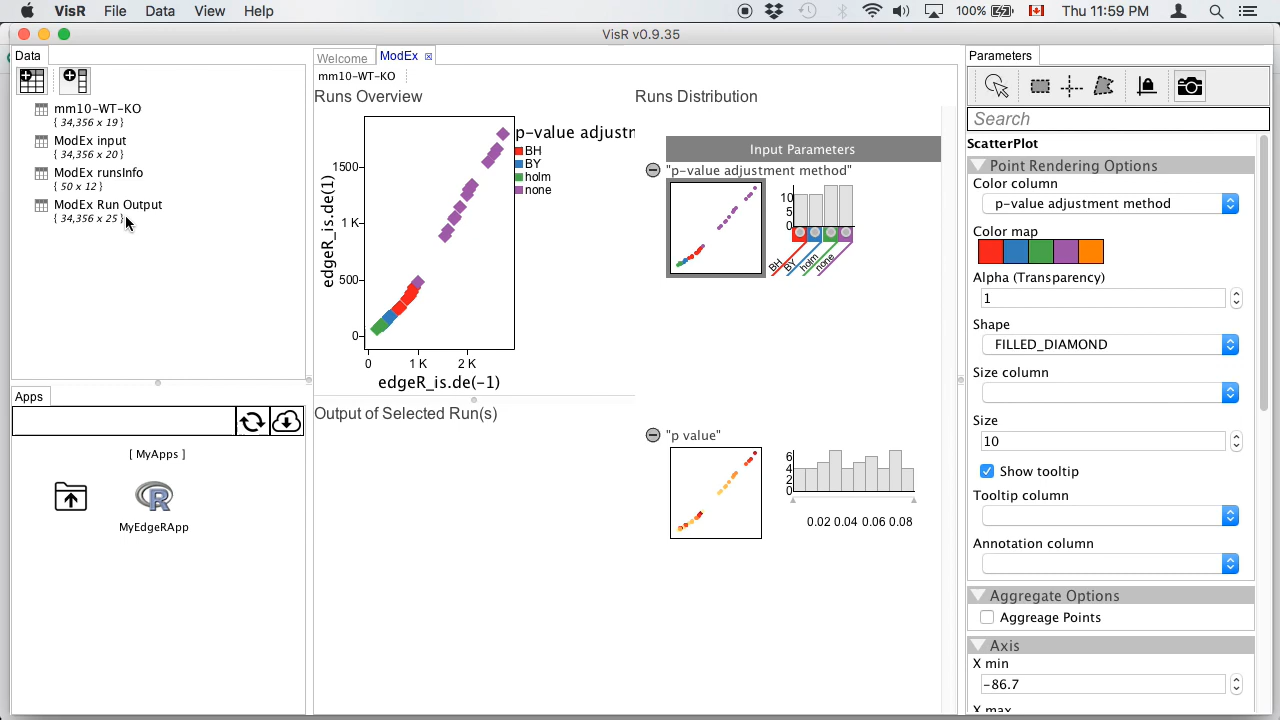 VisR File Data View Help 100% Thu 11:59 PM
VisR v0.9.35
Data
mm10-WT-KO
{ 34,356 x 19 }
ModEx input
{ 34,356 x 20 }
ModEx runsInfo
{ 50 x 12 }
ModEx Run Output
{ 34,356 x 25 }
Apps
[ MyApps ]
R
MyEdgeRApp
Welcome ModEx
mm10-WT-KO
Runs Overview
edgeR_is.de(1)
1500
1 K
500
0
0 1 K 2 K
edgeR_is.de(-1)
p-value adjustm
BH
BY
holm
none
Output of Selected Run(s)
Runs Distribution
Input Parameters
"p-value adjustment method"
10
5
0
BH BY holm none
"p value"
6
4
2
0
0.02 0.04 0.06 0.08
Parameters
Search
ScatterPlot
Point Rendering Options
Color column
p-value adjustment method
Color map
Alpha (Transparency)
1
Shape
FILLED_DIAMOND
Size column
Size
10
Show tooltip
Tooltip column
Annotation column
Aggregate Options
Aggreage Points
Axis
X min
-86.7
X max